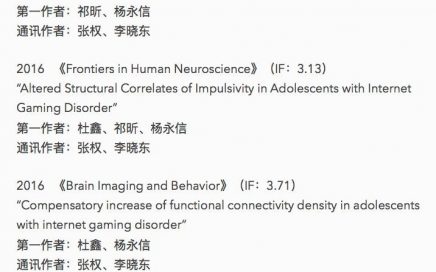 第一作者：祁昕、杨永信
通讯作者：张权、李晓东
2016 《Frontiers in Human Neuroscience》（IF：3.13）
“Altered Structural Correlates of Impulsivity in Adolescents with Internet
Gaming Disorder”
第一作者：杜鑫、祁昕、杨永信
通讯作者：张权、李晓东
2016 《Brain Imaging and Behavior》（IF：3.71）
“Compensatory increase of functional connectivity density in adolescents
with internet gaming disorder”
第一作者：杜鑫、杨永信
通讯作者：张权、李晓东